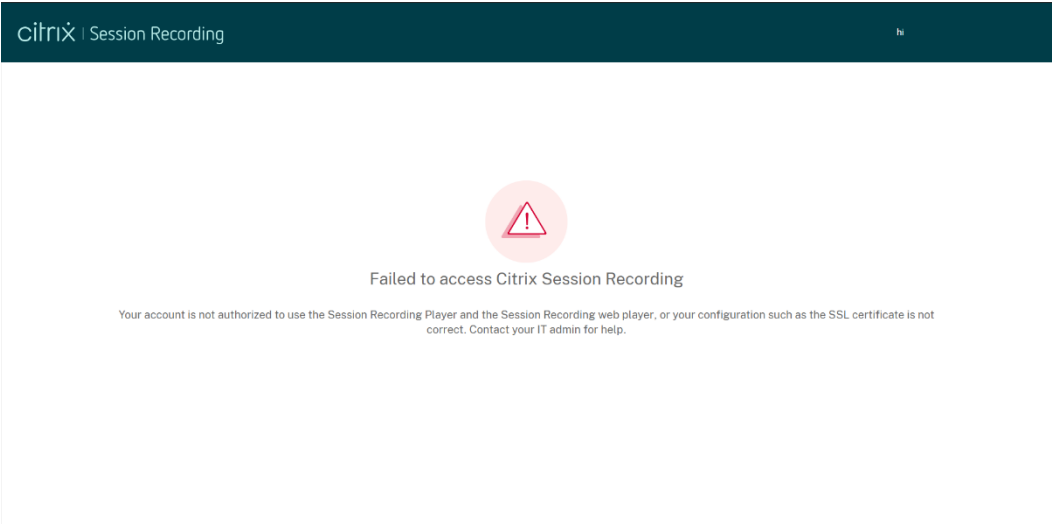 citrix | Session Recording
hi
Failed to access Citrix Session Recording
Your account is not authorized to use the Session Recording Player and the Session Recording web player, or your configuration such as the SSL certificate is not
correct. Contact your IT admin for help.